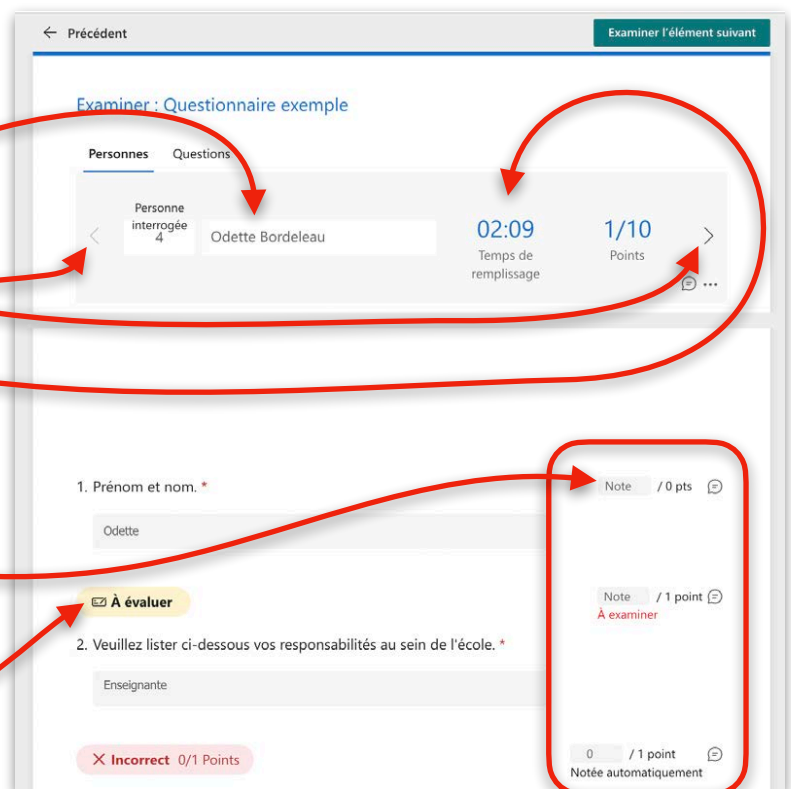 Précédent
Examiner l'élément suivant
Examiner : Questionnaire exemple
Personnes Questions
Personne
interrogée
4
Odette Bordeleau
02:09
Temps de
remplissage
1/10
Points
1. Prénom et nom. *
Note / 0 pts
Odette
À évaluer
Note / 1 point
À examiner
2. Veuillez lister ci-dessous vos responsabilités au sein de l'école. *
Enseignante
Incorrect 0/1 Points
0 / 1 point
Notée automatiquement